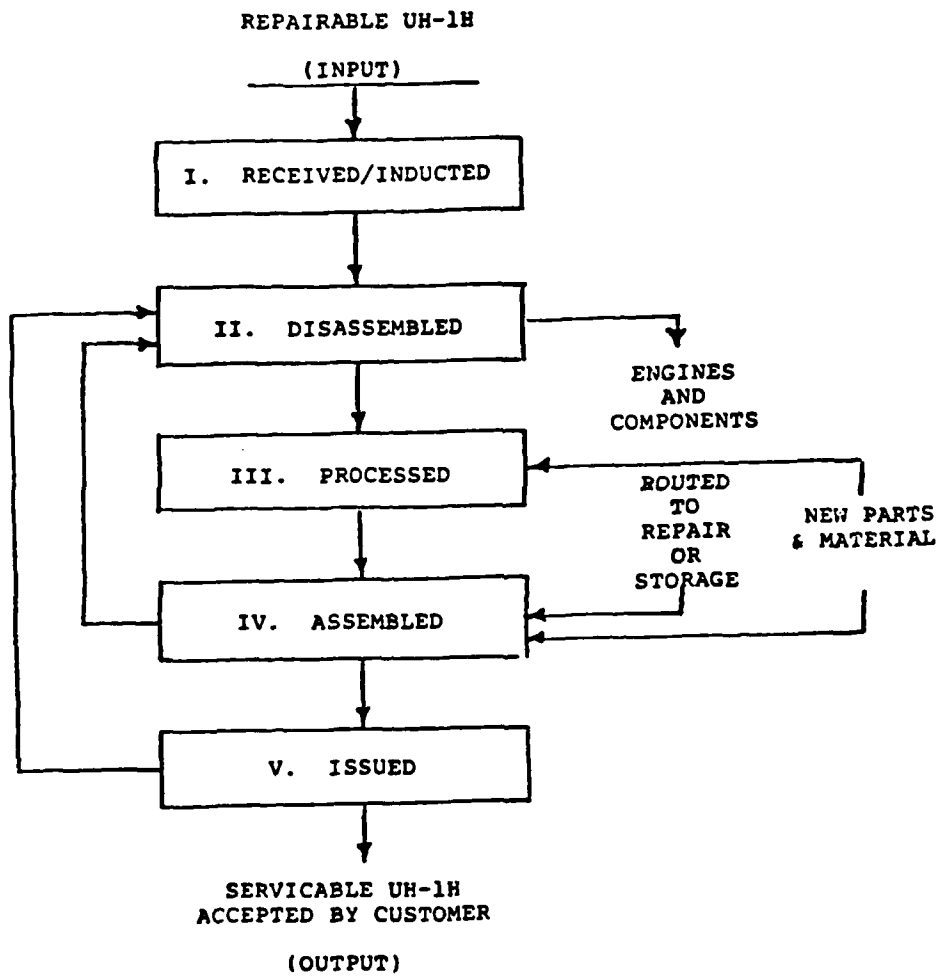 REPAIRABLE UH-1H
(INPUT)
I. RECEIVED/INDUCTED
II. DISASSEMBLED
ENGINES
AND
COMPONENTS
III. PROCESSED
ROUTED
TO
REPAIR
OR
STORAGE
NEW PARTS
& MATERIAL
IV. ASSEMBLED
V. ISSUED
SERVICABLE UH-1H
ACCEPTED BY CUSTOMER
(OUTPUT)